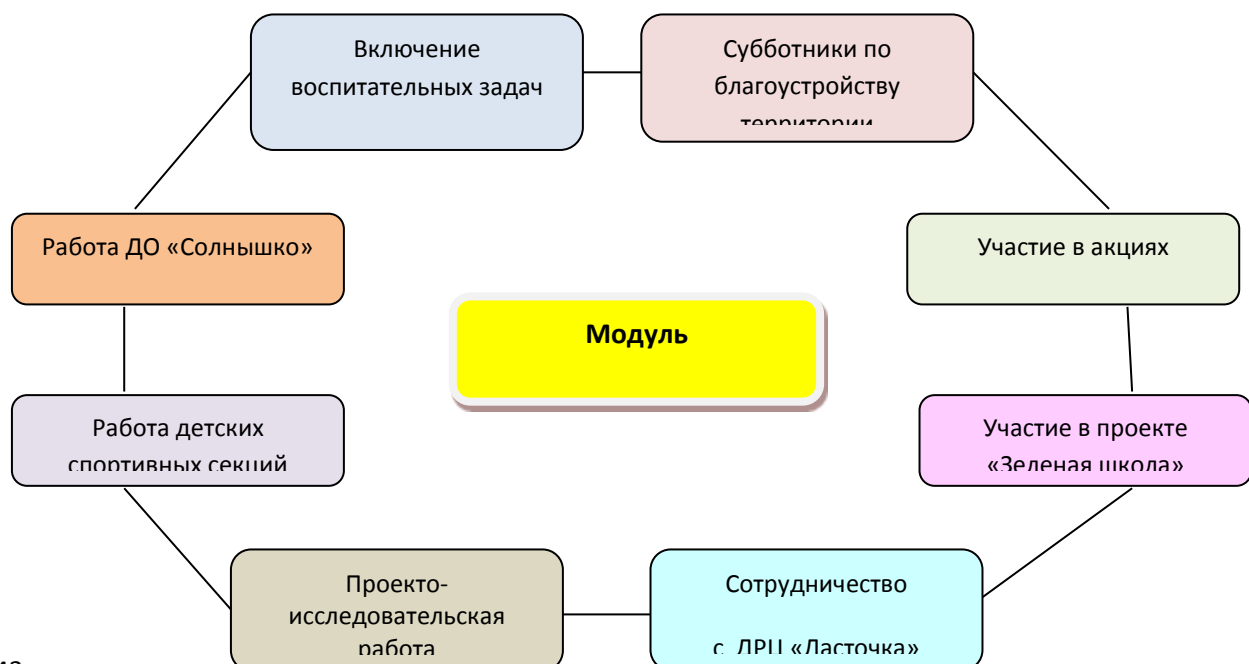 Включение
воспитательных задач
Субботники по
благоустройству
территории
Работа ДО «Солнышко»
Участие в акциях
Модуль
Работа детских
спортивных секций
Участие в проекте
«Зеленая школа»
Проекто-
исследовательская
работа
Сотрудничество
с ДРЦ «Ласточка»